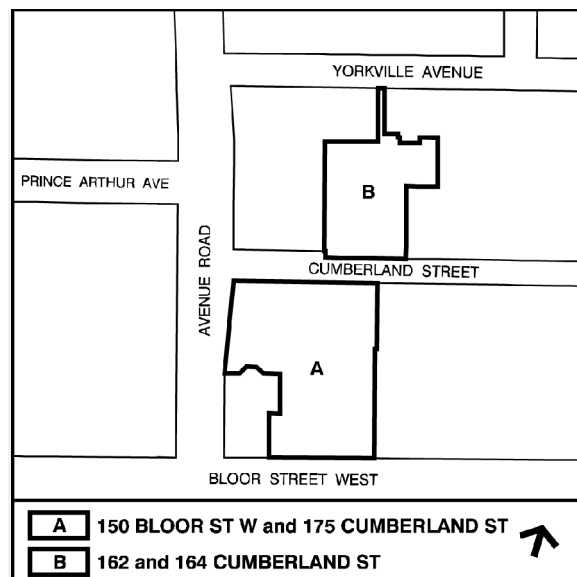 YORKVILLE AVENUE
PRINCE ARTHUR AVE
B
AVENUE ROAD
CUMBERLAND STREET
A
BLOOR STREET WEST
A 150 BLOOR ST W and 175 CUMBERLAND ST
B 162 and 164 CUMBERLAND ST